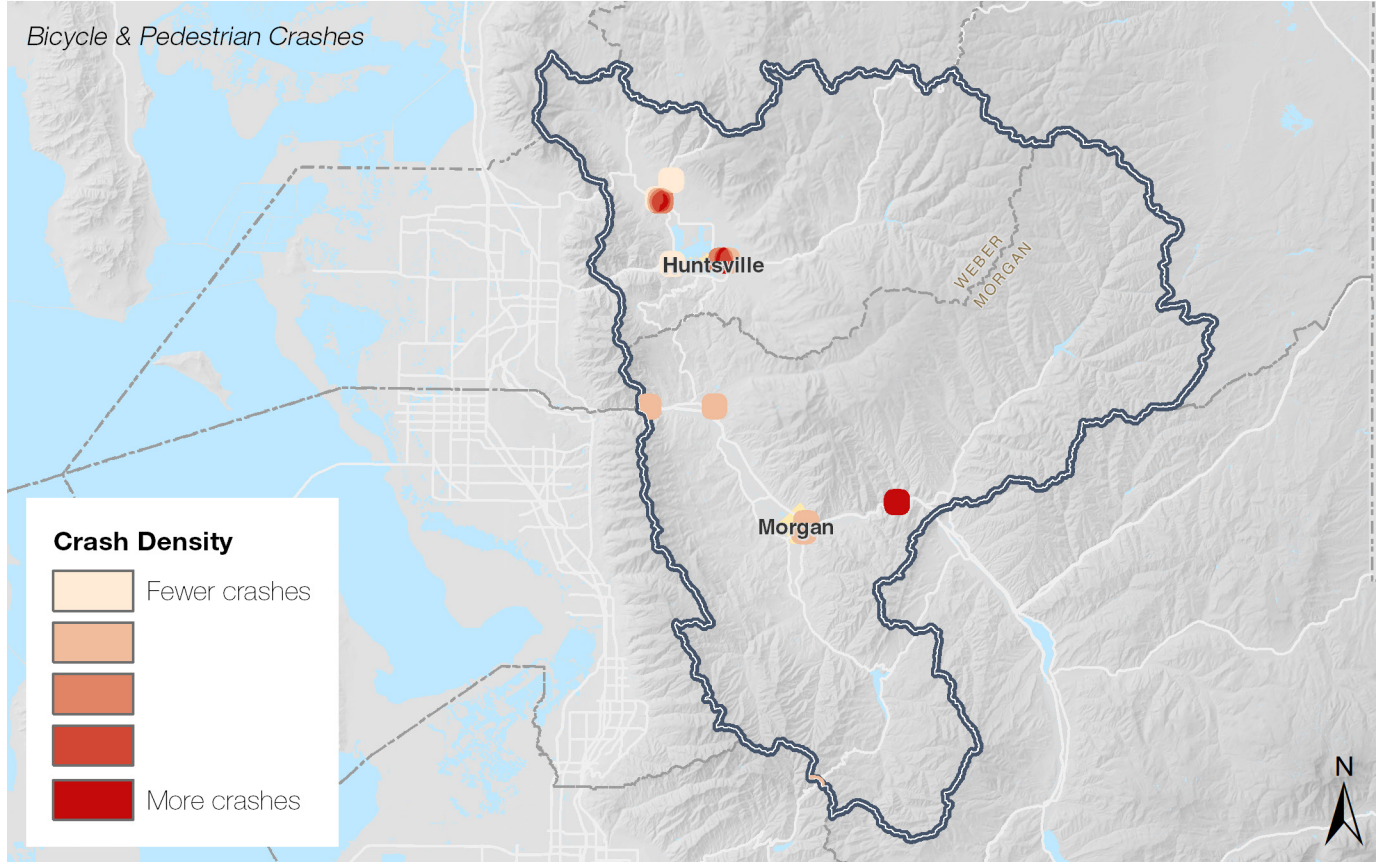 Bicycle & Pedestrian Crashes
WEBER
MORGAN
Huntsville
Morgan
Crash Density
Fewer crashes
More crashes
N